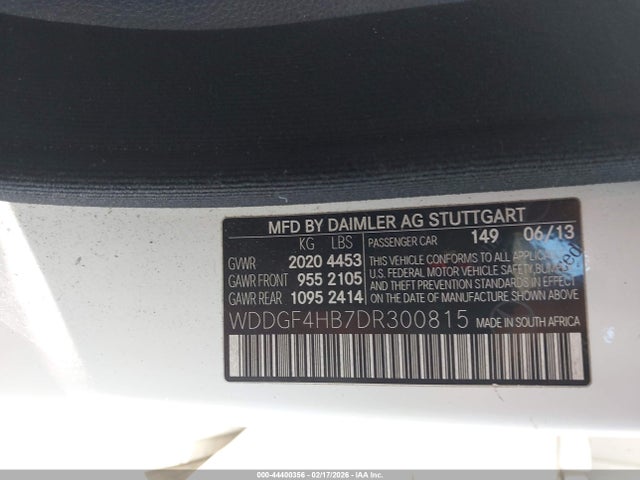 MFD BY DAIMLER AG STUTTGART
KG LBS PASSENGER CAR 149 06/13
GVWR 2020 4453
GAWR FRONT 955 2105
GAWR REAR 1095 2414
THIS VEHICLE CONFORMS TO ALL APPLICABLE
U.S. FEDERAL MOTOR VEHICLE SAFETY, BUMPER
AND THEFT PREVENTION STANDARDS IN EFFECT
ON THE DATE OF MANUFACTURE SHOWN ABOVE
WDDGF4HB7DR300815 MADE IN SOUTH AFRICA
000-44400356 - 02/17/2026 - IAA Inc.